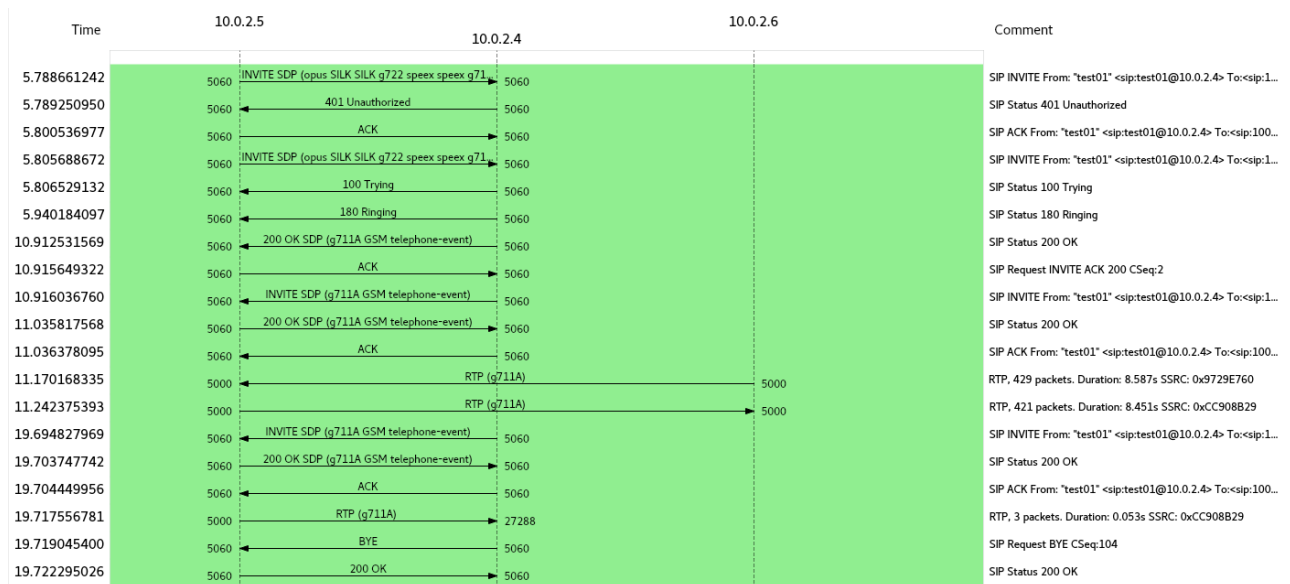 Time 10.0.2.5 10.0.2.4 10.0.2.6 Comment
5.788661242 5060 INVITE SDP (opus SILK SILK g722 speex speex g71... 5060 SIP INVITE From: "test01" <sip:test01@10.0.2.4> To:<sip:1...
5.789250950 5060 401 Unauthorized 5060 SIP Status 401 Unauthorized
5.800536977 5060 ACK 5060 SIP ACK From: "test01" <sip:test01@10.0.2.4> To:<sip:100...
5.805688672 5060 INVITE SDP (opus SILK SILK g722 speex speex g71... 5060 SIP INVITE From: "test01" <sip:test01@10.0.2.4> To:<sip:1...
5.806529132 5060 100 Trying 5060 SIP Status 100 Trying
5.940184097 5060 180 Ringing 5060 SIP Status 180 Ringing
10.912531569 5060 200 OK SDP (g711A GSM telephone-event) 5060 SIP Status 200 OK
10.915649322 5060 ACK 5060 SIP Request INVITE ACK 200 CSeq:2
10.916036760 5060 INVITE SDP (g711A GSM telephone-event) 5060 SIP INVITE From: "test01" <sip:test01@10.0.2.4> To:<sip:1...
11.035817568 5060 200 OK SDP (g711A GSM telephone-event) 5060 SIP Status 200 OK
11.036378095 5060 ACK 5060 SIP ACK From: "test01" <sip:test01@10.0.2.4> To:<sip:100...
11.170168335 5000 RTP (g711A) 5000 RTP, 429 packets. Duration: 8.587s SSRC: 0x9729E760
11.242375393 5000 RTP (g711A) 5000 RTP, 421 packets. Duration: 8.451s SSRC: 0xCC908B29
19.694827969 5060 INVITE SDP (g711A GSM telephone-event) 5060 SIP INVITE From: "test01" <sip:test01@10.0.2.4> To:<sip:1...
19.703747742 5060 200 OK SDP (g711A GSM telephone-event) 5060 SIP Status 200 OK
19.704449956 5060 ACK 5060 SIP ACK From: "test01" <sip:test01@10.0.2.4> To:<sip:100...
19.717556781 5000 RTP (g711A) 27288 RTP, 3 packets. Duration: 0.053s SSRC: 0xCC908B29
19.719045400 5060 BYE 5060 SIP Request BYE CSeq:104
19.722295026 5060 200 OK 5060 SIP Status 200 OK